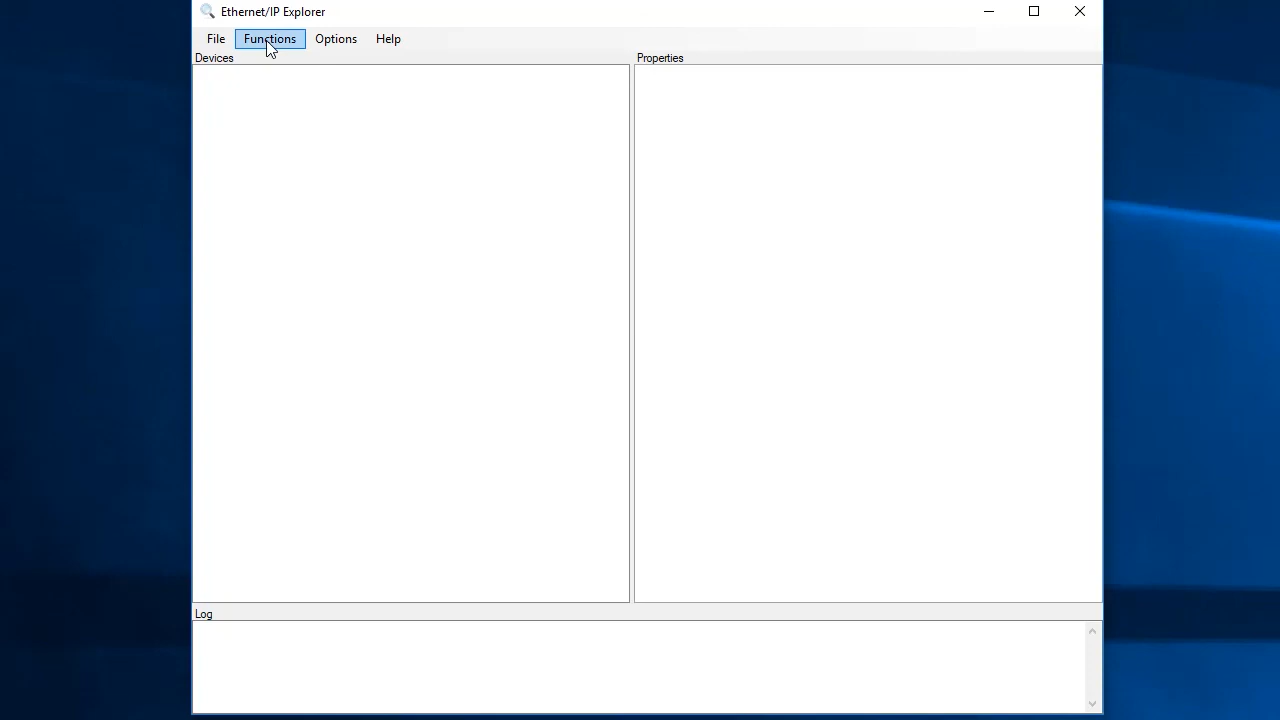 Ethernet/IP Explorer
File Functions Options Help
Devices
Properties
Log